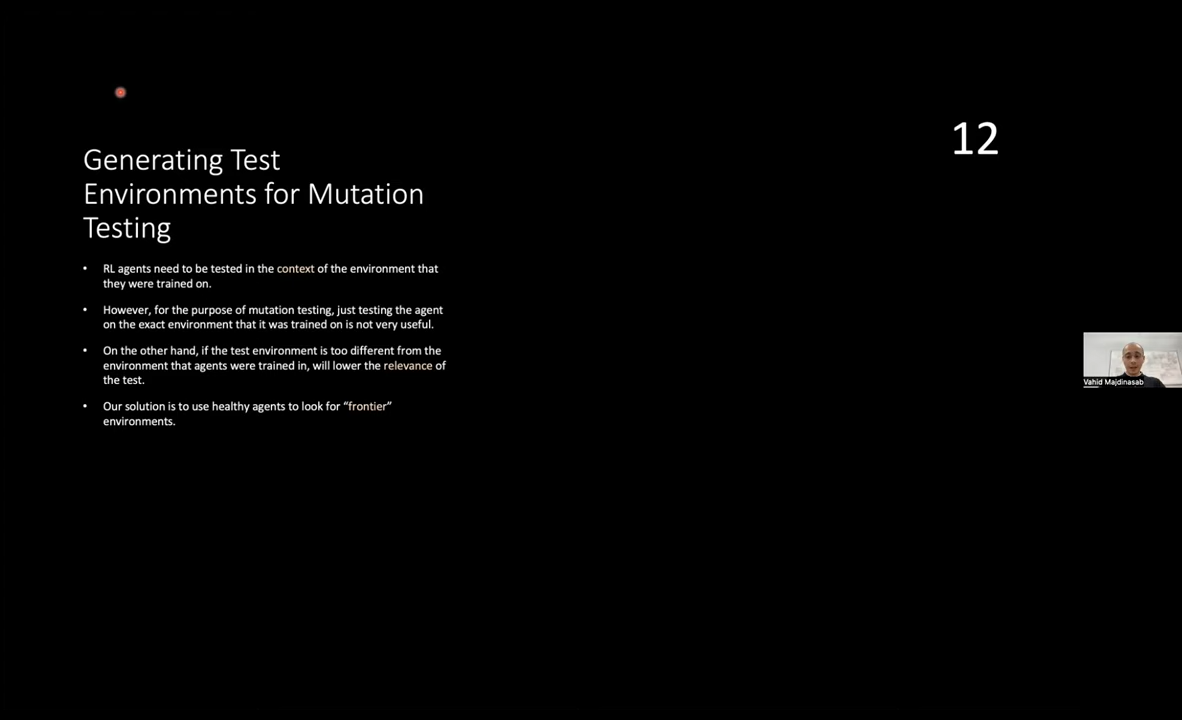 12
Generating Test
Environments for Mutation
Testing
• RL agents need to be tested in the context of the environment that
they were trained on.
• However, for the purpose of mutation testing, just testing the agent
on the exact environment that it was trained on is not very useful.
• On the other hand, if the test environment is too different from the
environment that agents were trained in, will lower the relevance of
the test.
• Our solution is to use healthy agents to look for “frontier”
environments.
Vahid Majdinasab